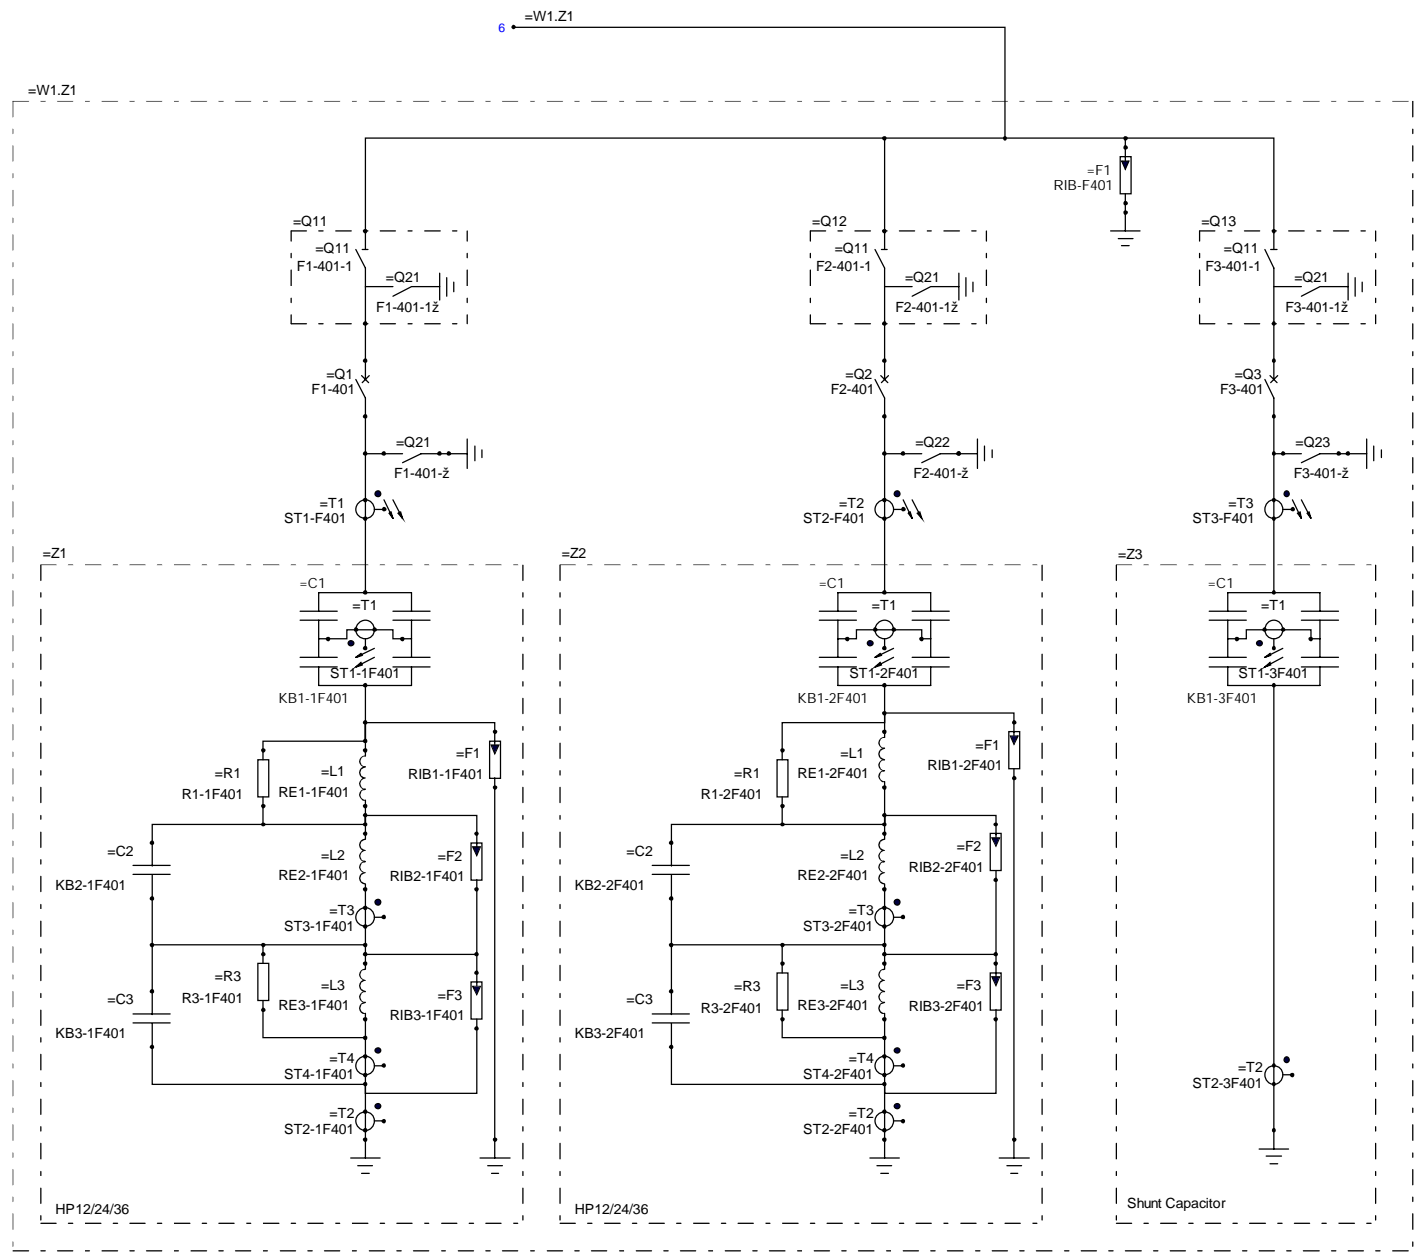 =W1.Z1
6
=W1.Z1
=F1
RIB-F401
=Q11
=Q11
F1-401-1
=Q21
F1-401-1ž
=Q12
=Q11
F2-401-1
=Q21
F2-401-1ž
=Q13
=Q11
F3-401-1
=Q21
F3-401-1ž
=Q1
F1-401
=Q2
F2-401
=Q3
F3-401
=Q21
F1-401-ž
=Q22
F2-401-ž
=Q23
F3-401-ž
=T1
ST1-F401
=T2
ST2-F401
=T3
ST3-F401
=Z1
=C1
=T1
ST1-1F401
KB1-1F401
=F1
RIB1-1F401
=R1
R1-1F401
=L1
RE1-1F401
=C2
KB2-1F401
=L2
RE2-1F401
=F2
RIB2-1F401
=T3
ST3-1F401
=R3
R3-1F401
=L3
RE3-1F401
=C3
KB3-1F401
=F3
RIB3-1F401
=T4
ST4-1F401
=T2
ST2-1F401
HP12/24/36
=Z2
=C1
=T1
ST1-2F401
KB1-2F401
=F1
RIB1-2F401
=R1
R1-2F401
=L1
RE1-2F401
=C2
KB2-2F401
=L2
RE2-2F401
=F2
RIB2-2F401
=T3
ST3-2F401
=R3
R3-2F401
=L3
RE3-2F401
=C3
KB3-2F401
=F3
RIB3-2F401
=T4
ST4-2F401
=T2
ST2-2F401
HP12/24/36
=Z3
=C1
=T1
ST1-3F401
KB1-3F401
=T2
ST2-3F401
Shunt Capacitor